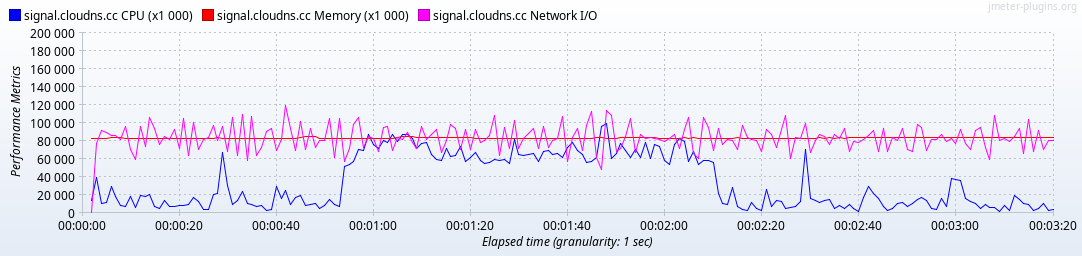 jmeter-plugins.org
signal.cloudns.cc CPU (x1 000) signal.cloudns.cc Memory (x1 000) signal.cloudns.cc Network I/O
200 000
180 000
160 000
140 000
120 000
100 000
80 000
60 000
40 000
20 000
0
Performance Metrics
00:00:00 00:00:20 00:00:40 00:01:00 00:01:20 00:01:40 00:02:00 00:02:20 00:02:40 00:03:00 00:03:20
Elapsed time (granularity: 1 sec)